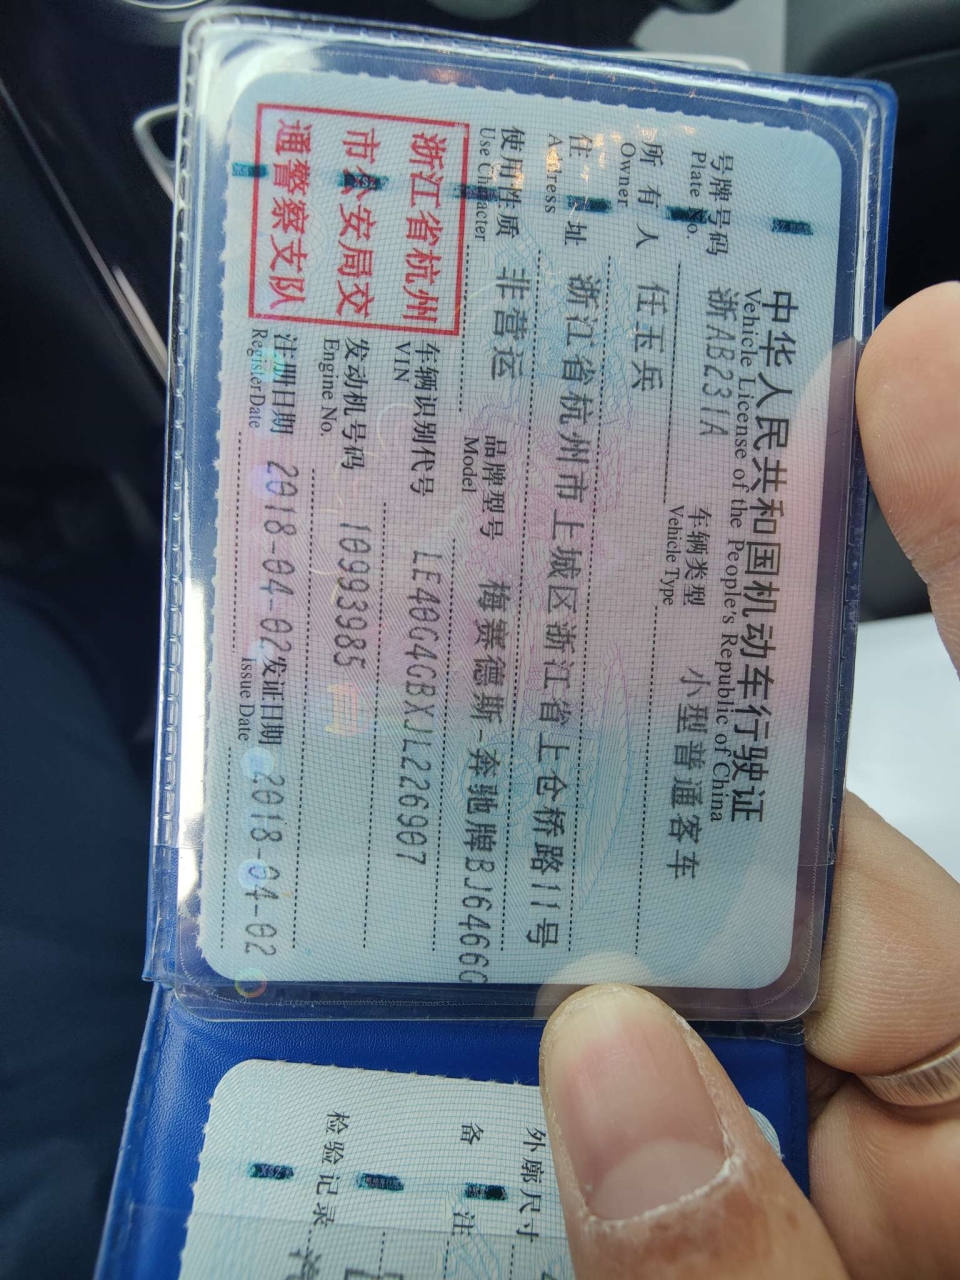 中华人民共和国机动车行驶证
Vehicle License of the People's Republic of China
号牌号码 浙AB231A 车辆类型 小型普通客车
Plate No. Vehicle Type
所有人 任玉兵
Owner
住址 浙江省杭州市上城区浙江省上仓桥路11号
Address
使用性质 非营运 品牌型号 梅赛德斯-奔驰牌BJ6466G
Use Character Model
浙江省杭州
市公安局交
通警察支队
车辆识别代号 LE40G4GBXJL226907
VIN
发动机号码 10993985
Engine No.
注册日期 2018-04-02 发证日期 2018-04-02
Register Date Issue Date
外廓尺寸
备注
检验记录